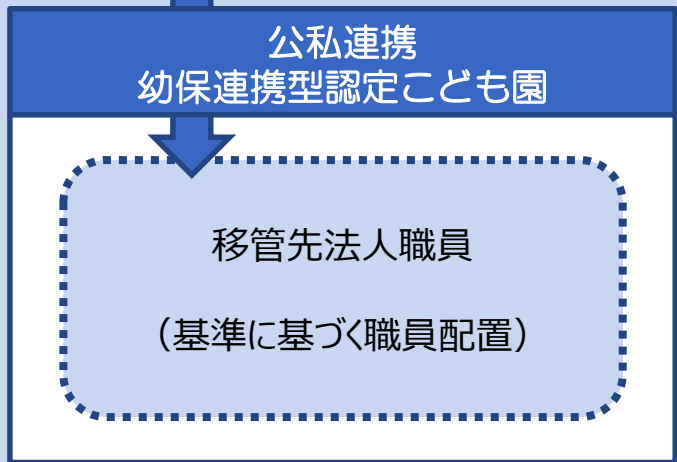 公私連携
幼保連携型認定こども園
移管先法人職員
（基準に基づく職員配置）